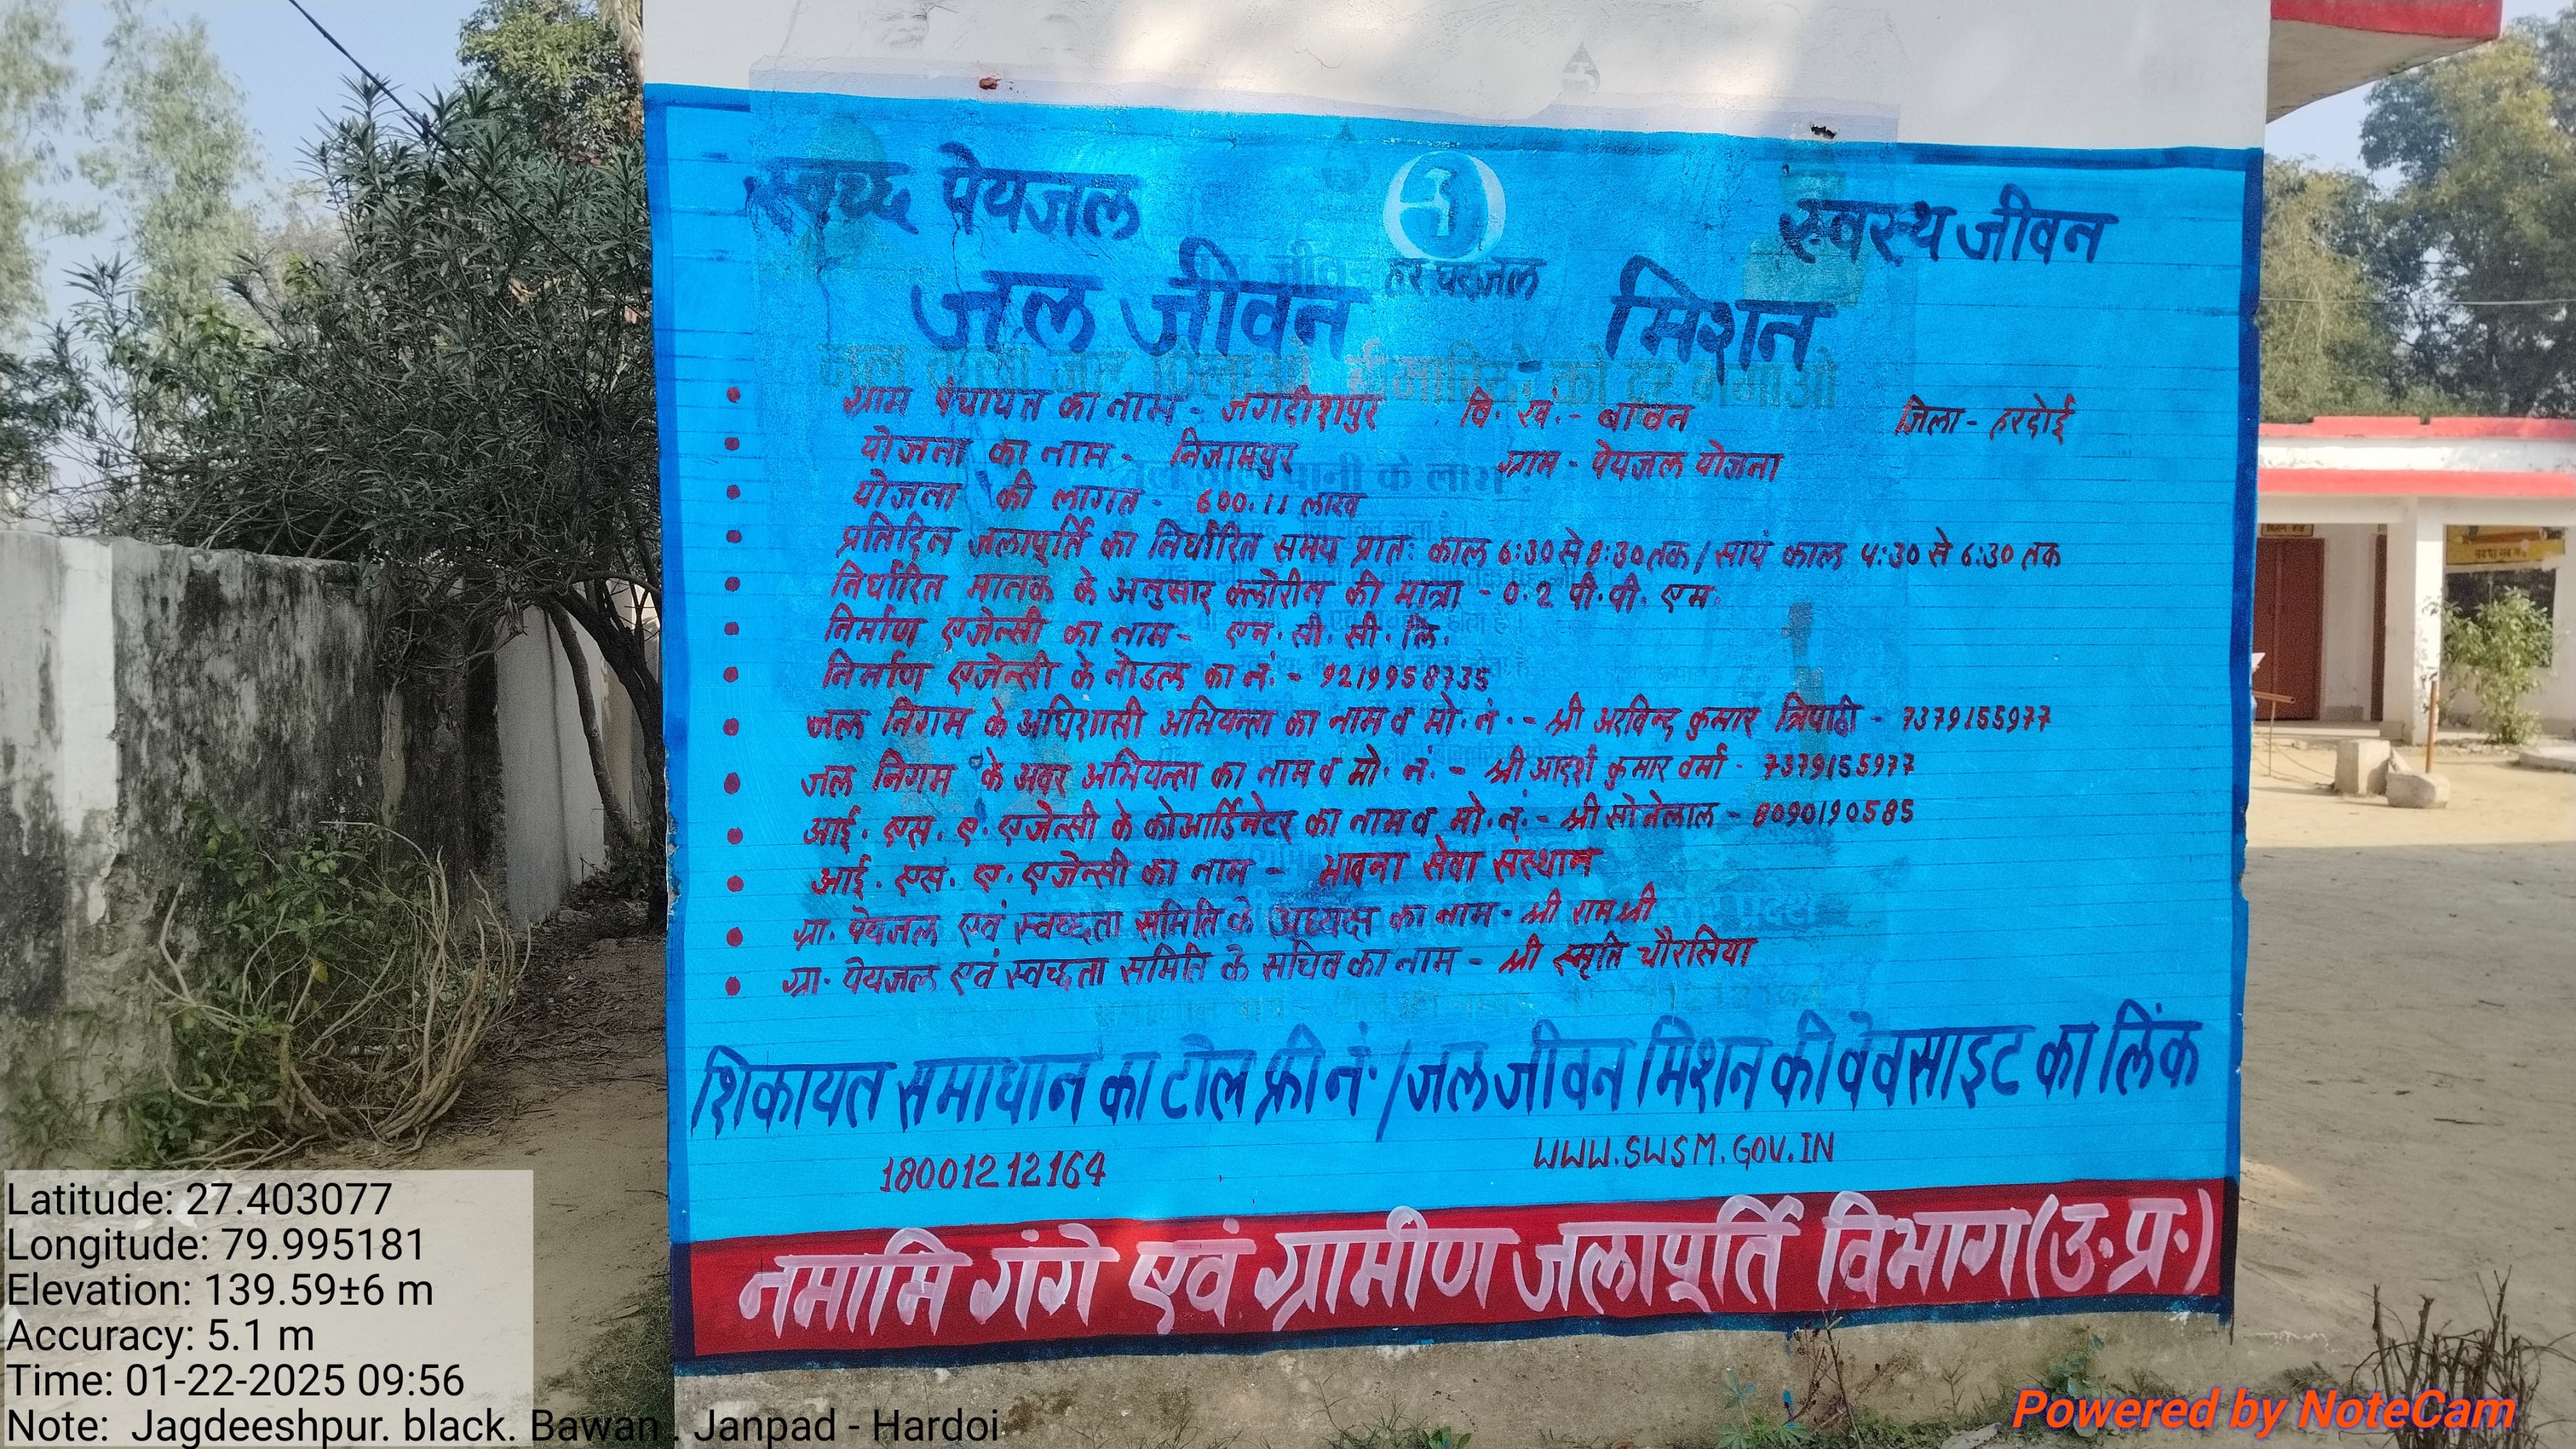 स्वच्छ पेयजल
स्वस्थ जीवन
हर घर जल
जल जीवन मिशन
• ग्राम पंचायत का नाम - जगदीशपुर वि. खं. - बावन जिला - हरदोई
• योजना का नाम - निजामपुर ग्राम - पेयजल योजना
• योजना की लागत - 600.11 लाख
• प्रतिदिन जलापूर्ति का निर्धारित समय प्रातः काल 6:30 से 8:30 तक / सायं काल 4:30 से 6:30 तक
• निर्धारित मानक के अनुसार क्लोरीन की मात्रा - 0.2 पी.पी. एम.
• निर्माण एजेन्सी का नाम - एन. सी. सी. लि.
• निर्माण एजेन्सी के नोडल का नं. - 9219958735
• जल निगम के अधिशासी अभियन्ता का नाम व मो. नं. - श्री अरविन्द कुमार त्रिपाठी - 7379155977
• जल निगम के अवर अभियन्ता का नाम व मो. नं. - श्री आदर्श कुमार वर्मा - 7379155977
• आई. एस. ए. एजेन्सी के कोआर्डिनेटर का नाम व मो. नं. - श्री सोनेलाल - 8090190585
• आई. एस. ए. एजेन्सी का नाम - भावना सेवा संस्थान
• ग्रा. पेयजल एवं स्वच्छता समिति के अध्यक्ष का नाम - श्री रामश्री
• ग्रा. पेयजल एवं स्वच्छता समिति के सचिव का नाम - श्री स्मृति चौरसिया
शिकायत समाधान का टोल फ्री नं. / जल जीवन मिशन की वेवसाइट का लिंक
18001212164 WWW.SWSM.GOV.IN
नमामि गंगे एवं ग्रामीण जलापूर्ति विभाग (उ.प्र.)
Latitude: 27.403077
Longitude: 79.995181
Elevation: 139.59±6 m
Accuracy: 5.1 m
Time: 01-22-2025 09:56
Note: Jagdeeshpur. black. Bawan . Janpad - Hardoi
Powered by NoteCam